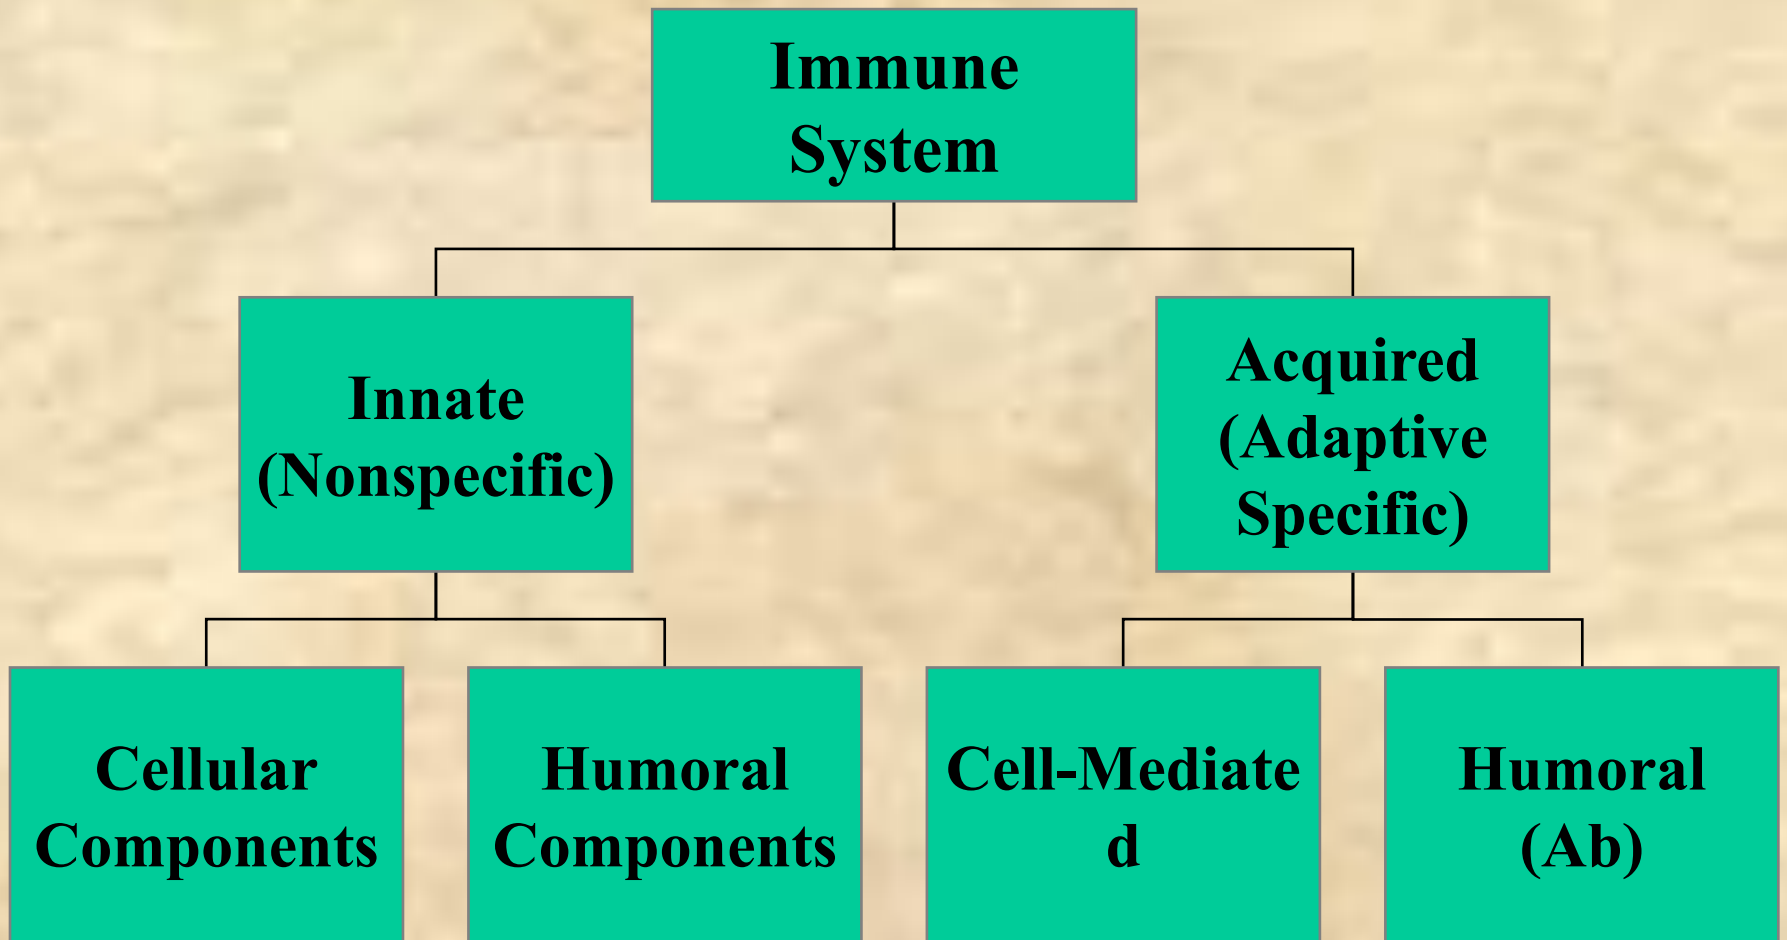 Immune
System
Innate
(Nonspecific)
Acquired
(Adaptive
Specific)
Cellular
Components
Humoral
Components
Cell-Mediate
d
Humoral
(Ab)